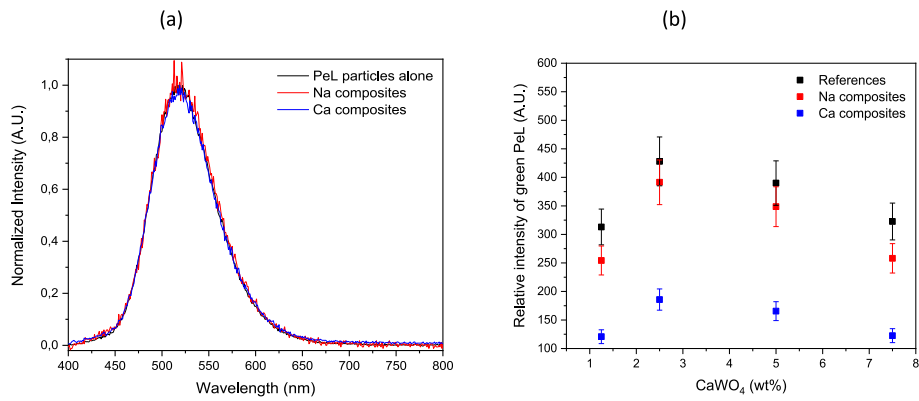 (a)
Normalized Intensity (A.U.)
1,0
0,8
0,6
0,4
0,2
0,0
400 450 500 550 600 650 700 750 800
Wavelength (nm)
PeL particles alone
Na composites
Ca composites
(b)
Relative intensity of green PeL (A.U.)
600
550
500
450
400
350
300
250
200
150
100
1 2 3 4 5 6 7 8
CaWO₄ (wt%)
References
Na composites
Ca composites